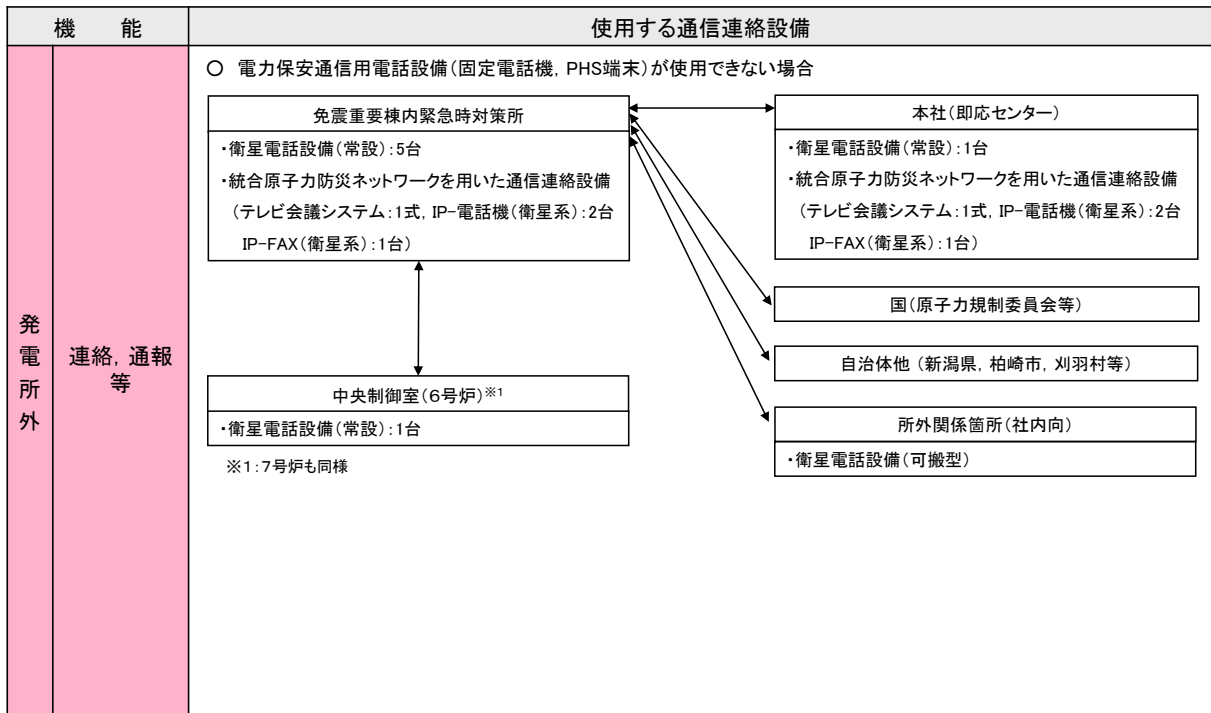 機　能
使用する通信連絡設備
発電所外
連絡，通報
等
○ 電力保安通信用電話設備（固定電話機，PHS端末）が使用できない場合
免震重要棟内緊急時対策所
・衛星電話設備（常設）：5台
・統合原子力防災ネットワークを用いた通信連絡設備
（テレビ会議システム：1式，IP-電話機（衛星系）：2台
IP-FAX（衛星系）：1台）
本社（即応センター）
・衛星電話設備（常設）：1台
・統合原子力防災ネットワークを用いた通信連絡設備
（テレビ会議システム：1式，IP-電話機（衛星系）：2台
IP-FAX（衛星系）：1台）
国（原子力規制委員会等）
自治体他 （新潟県，柏崎市，刈羽村等）
中央制御室（6号炉）※1
・衛星電話設備（常設）：1台
※1：7号炉も同様
所外関係箇所（社内向）
・衛星電話設備（可搬型）